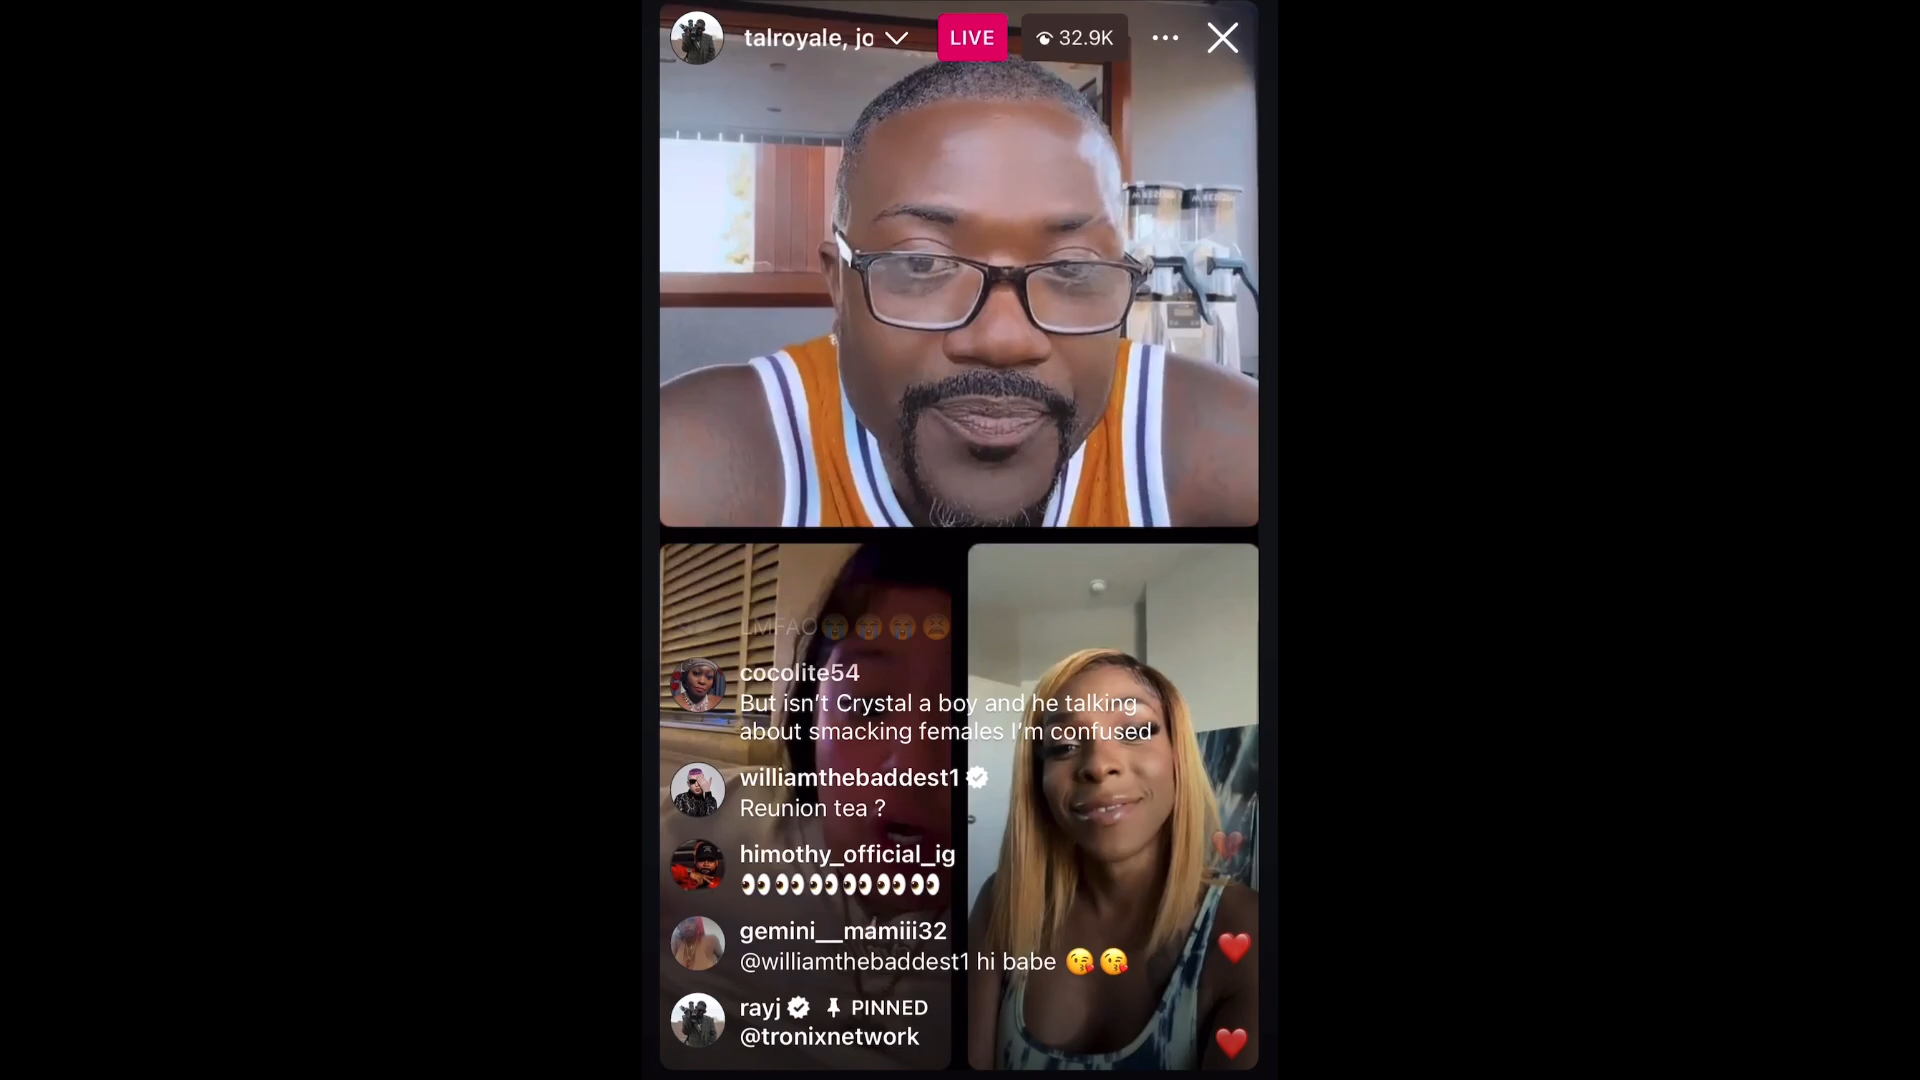 talroyale, jo
LIVE
32.9K
LMFAO😭😭😭😫
cocolite54
But isn’t Crystal a boy and he talking
about smacking females I’m confused
williamthebaddest1
Reunion tea ?
himothy_official_ig
👀👀👀👀👀👀
gemini__mamiii32
@williamthebaddest1 hi babe 😘😘
rayj PINNED
@tronixnetwork